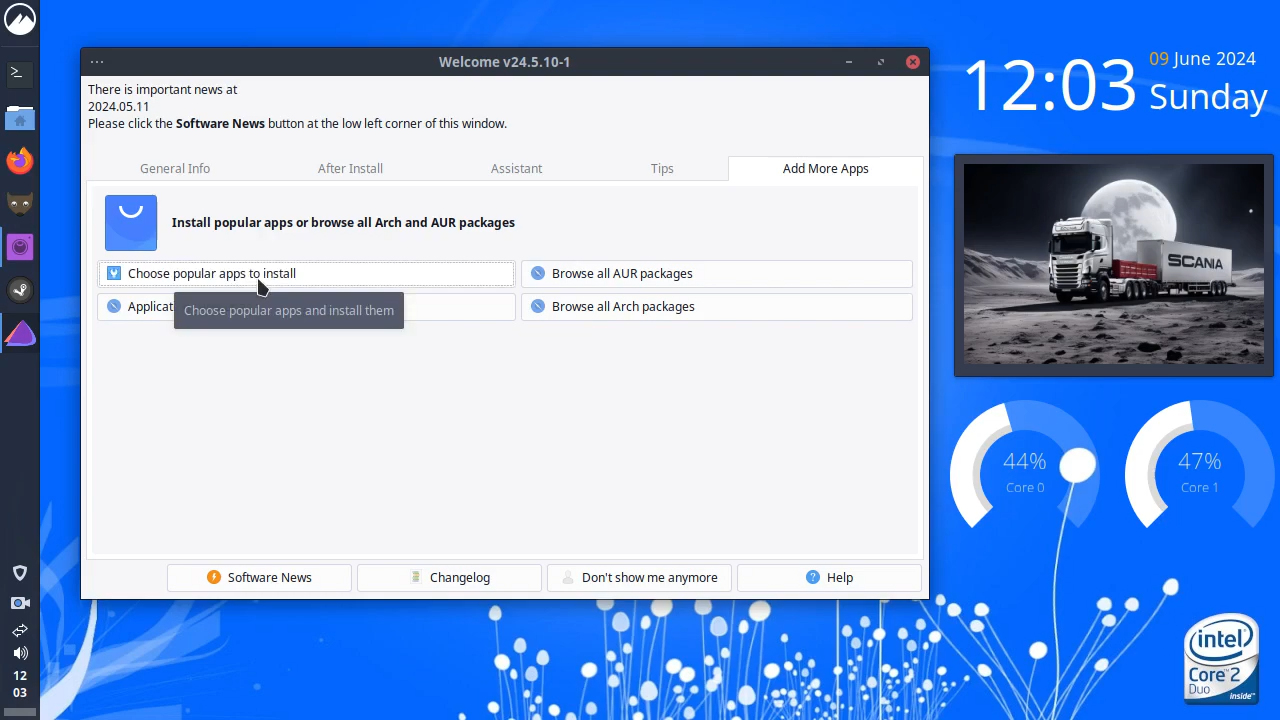 Welcome v24.5.10-1
There is important news at
2024.05.11
Please click the Software News button at the low left corner of this window.
General Info
After Install
Assistant
Tips
Add More Apps
Install popular apps or browse all Arch and AUR packages
Choose popular apps to install
Browse all AUR packages
Applicat
Browse all Arch packages
Choose popular apps and install them
Software News
Changelog
Don't show me anymore
Help
12:03
09 June 2024
Sunday
SCANIA
44%
Core 0
47%
Core 1
intel
Core™2
Duo
inside™
12
03